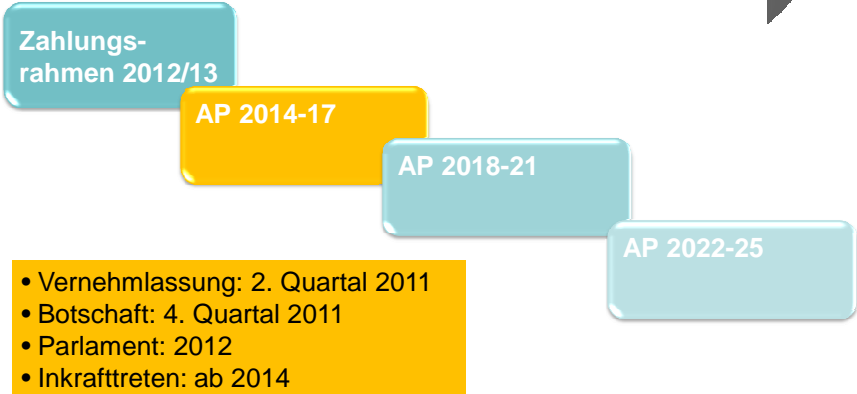 Zahlungs-
rahmen 2012/13
AP 2014-17
AP 2018-21
AP 2022-25
• Vernehmlassung: 2. Quartal 2011
• Botschaft: 4. Quartal 2011
• Parlament: 2012
• Inkrafttreten: ab 2014